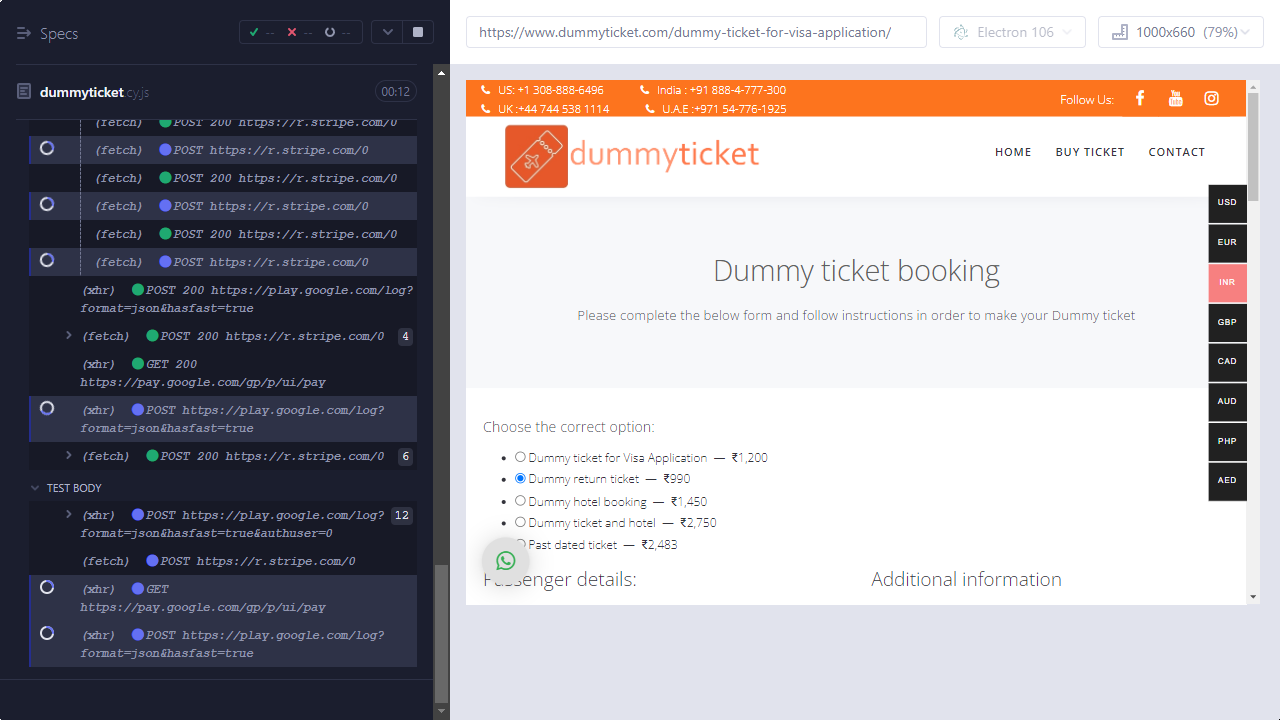 Specs
-- -- --
dummyticket.cy.js 00:12
(fetch) POST 200 https://r.stripe.com/0
(fetch) POST https://r.stripe.com/0
(fetch) POST 200 https://r.stripe.com/0
(fetch) POST https://r.stripe.com/0
(fetch) POST 200 https://r.stripe.com/0
(fetch) POST https://r.stripe.com/0
(xhr) POST 200 https://play.google.com/log?
format=json&hasfast=true
(fetch) POST 200 https://r.stripe.com/0 4
(xhr) GET 200
https://pay.google.com/gp/p/ui/pay
(xhr) POST https://play.google.com/log?
format=json&hasfast=true
(fetch) POST 200 https://r.stripe.com/0 6
TEST BODY
(xhr) POST https://play.google.com/log? 12
format=json&hasfast=true&authuser=0
(fetch) POST https://r.stripe.com/0
(xhr) GET
https://pay.google.com/gp/p/ui/pay
(xhr) POST https://play.google.com/log?
format=json&hasfast=true
https://www.dummyticket.com/dummy-ticket-for-visa-application/
Electron 106
1000x660 (79%)
US: +1 308-888-6496 India : +91 888-4-777-300
UK :+44 744 538 1114 U.A.E :+971 54-776-1925
Follow Us:
You Tube
dummyticket
HOME BUY TICKET CONTACT
USD
EUR
INR
GBP
CAD
AUD
PHP
AED
Dummy ticket booking
Please complete the below form and follow instructions in order to make your Dummy ticket
Choose the correct option:
Dummy ticket for Visa Application — ₹1,200
Dummy return ticket — ₹990
Dummy hotel booking — ₹1,450
Dummy ticket and hotel — ₹2,750
Past dated ticket — ₹2,483
Passenger details: Additional information